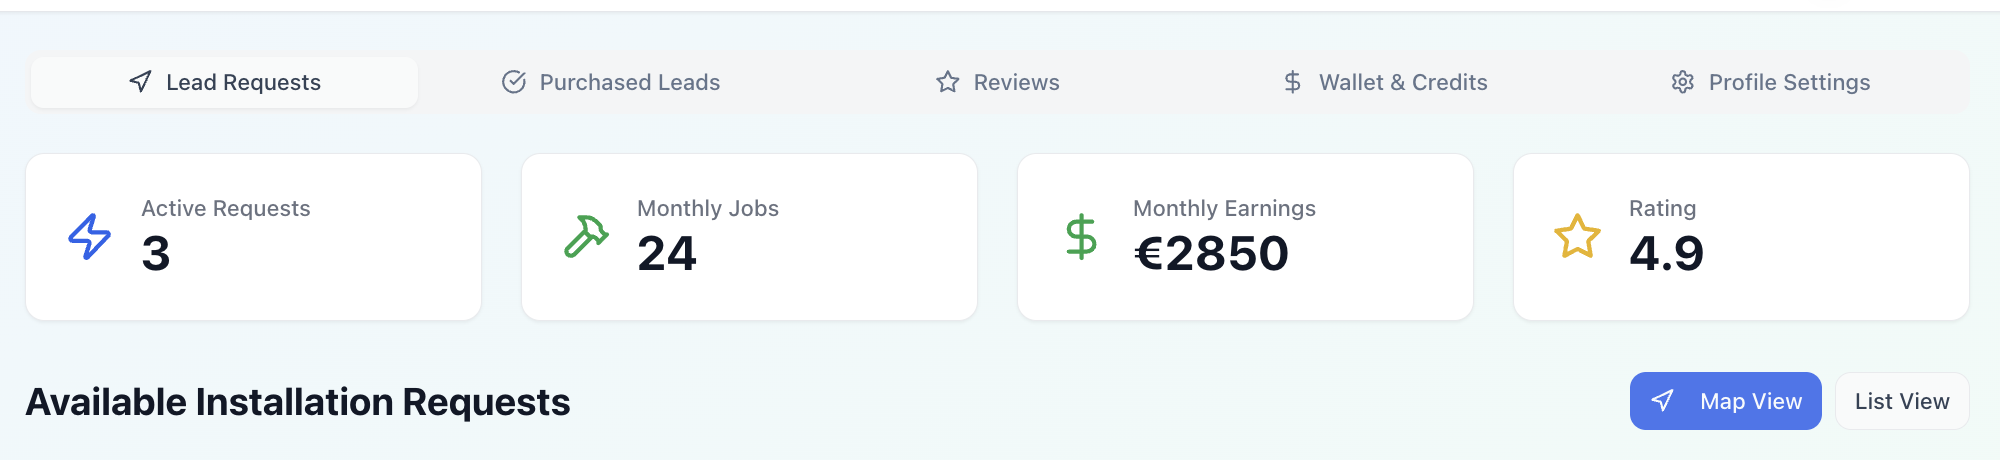 Lead Requests
Purchased Leads
Reviews
Wallet & Credits
Profile Settings
Active Requests
3
Monthly Jobs
24
Monthly Earnings
€2850
Rating
4.9
Available Installation Requests
Map View
List View